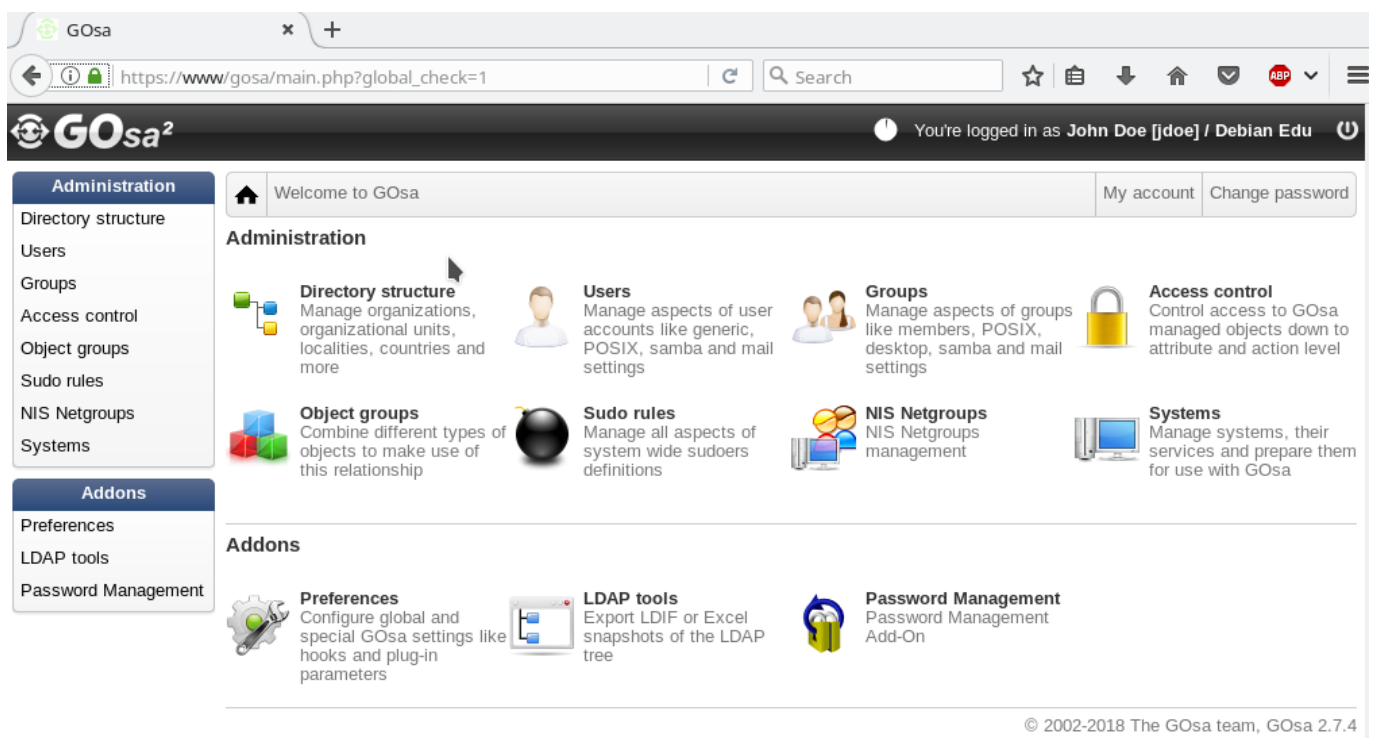 GOsa
https://www/gosa/main.php?global_check=1
Search
ABP
GOsa²
You're logged in as John Doe [jdoe] / Debian Edu
Administration
Directory structure
Users
Groups
Access control
Object groups
Sudo rules
NIS Netgroups
Systems
Addons
Preferences
LDAP tools
Password Management
Welcome to GOsa
My account
Change password
Administration
Directory structure
Manage organizations,
organizational units,
localities, countries and
more
Users
Manage aspects of user
accounts like generic,
POSIX, samba and mail
settings
Groups
Manage aspects of groups
like members, POSIX,
desktop, samba and mail
settings
Access control
Control access to GOsa
managed objects down to
attribute and action level
Object groups
Combine different types of
objects to make use of
this relationship
Sudo rules
Manage all aspects of
system wide sudoers
definitions
NIS Netgroups
NIS Netgroups
management
Systems
Manage systems, their
services and prepare them
for use with GOsa
Addons
Preferences
Configure global and
special GOsa settings like
hooks and plug-in
parameters
LDAP tools
Export LDIF or Excel
snapshots of the LDAP
tree
Password Management
Password Management
Add-On
© 2002-2018 The GOsa team, GOsa 2.7.4